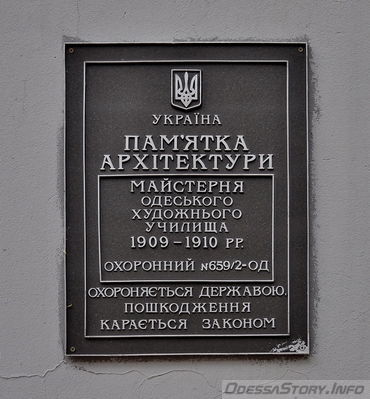 УКРАЇНА
ПАМ'ЯТКА
АРХІТЕКТУРИ
МАЙСТЕРНЯ
ОДЕСЬКОГО
ХУДОЖНЬОГО
УЧИЛИЩА
1909 – 1910 РР.
ОХОРОННИЙ №659/2-ОД
ОХОРОНЯЄТЬСЯ ДЕРЖАВОЮ.
ПОШКОДЖЕННЯ
КАРАЄТЬСЯ ЗАКОНОМ
ODESSASTORY.INFO